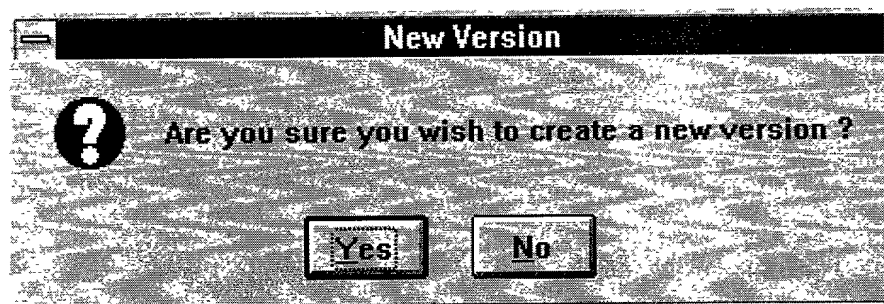 New Version
Are you sure you wish to create a new version ?
Yes
No